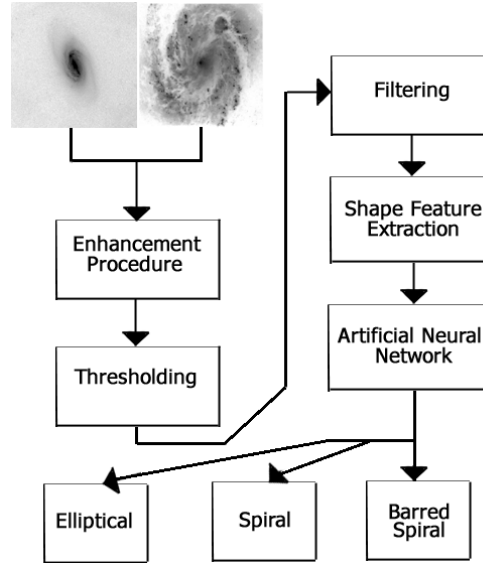 Enhancement
Procedure
Thresholding
Filtering
Shape Feature
Extraction
Artificial Neural
Network
Elliptical
Spiral
Barred
Spiral